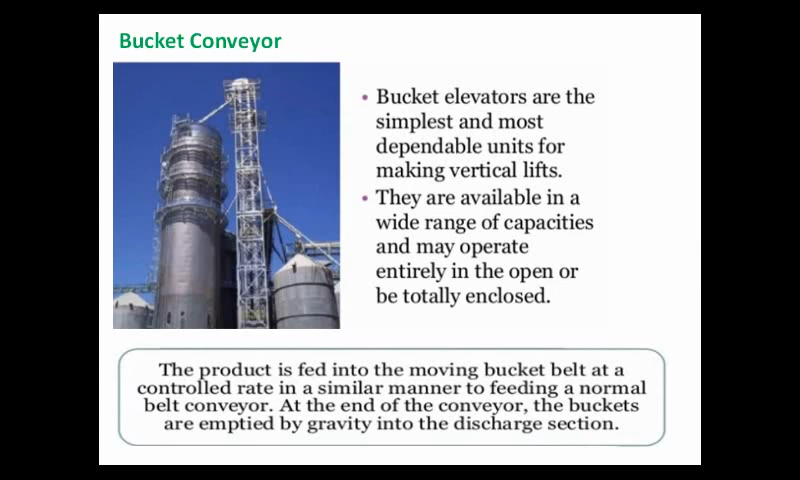 Bucket Conveyor
• Bucket elevators are the
simplest and most
dependable units for
making vertical lifts.
• They are available in a
wide range of capacities
and may operate
entirely in the open or
be totally enclosed.
The product is fed into the moving bucket belt at a
controlled rate in a similar manner to feeding a normal
belt conveyor. At the end of the conveyor, the buckets
are emptied by gravity into the discharge section.